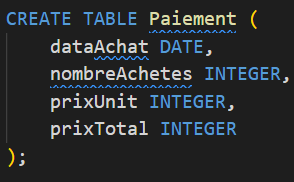 CREATE TABLE Paiement (
    dataAchat DATE,
    nombreAchetes INTEGER,
    prixUnit INTEGER,
    prixTotal INTEGER
);